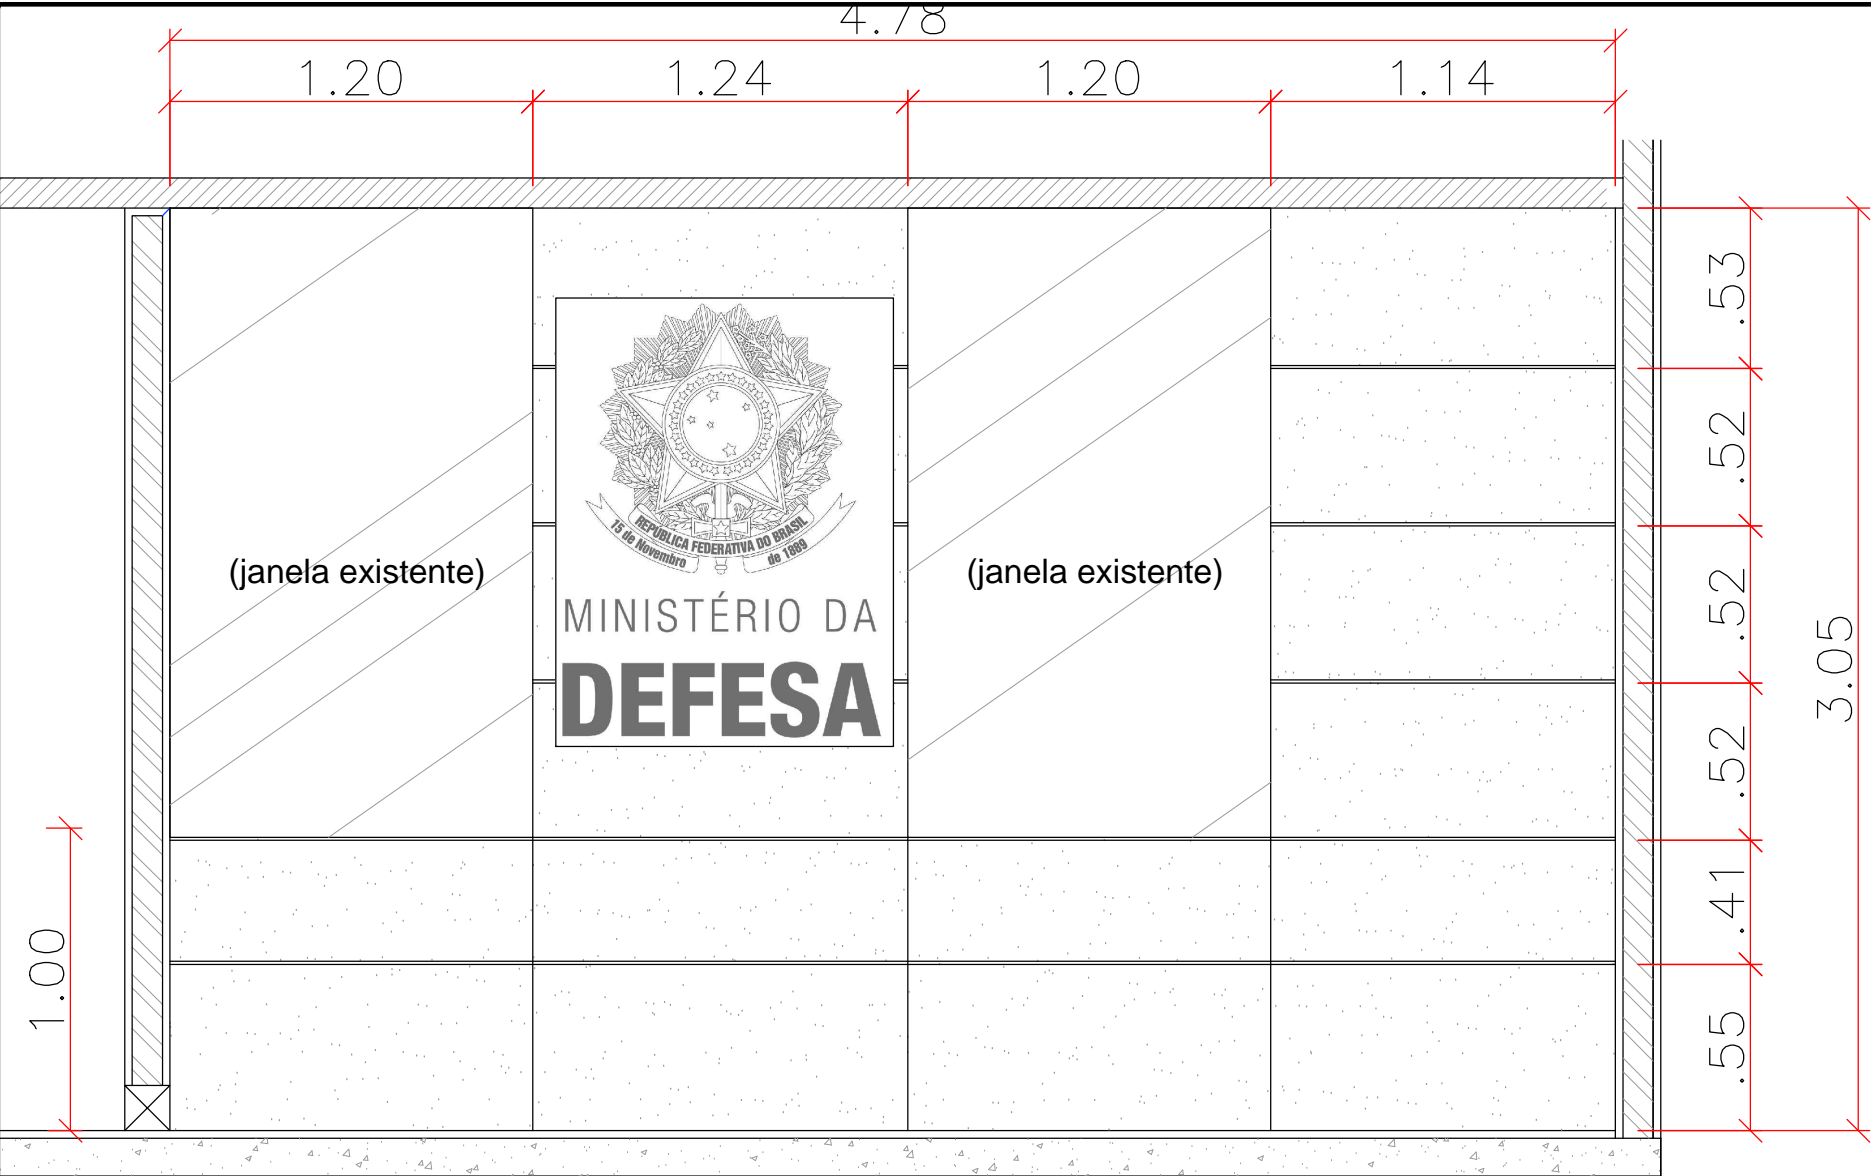 4.78
1.20 1.24 1.20 1.14
.53
.52
REPÚBLICA FEDERATIVA DO BRASIL
15 de Novembro de 1889
(janela existente) (janela existente)
.52
MINISTÉRIO DA
3.05
DEFESA
.52
.41
1.00
.55